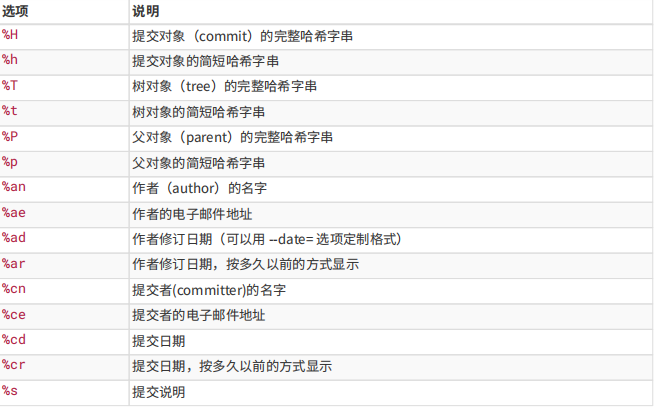 选项 说明
%H 提交对象（commit）的完整哈希字串
%h 提交对象的简短哈希字串
%T 树对象（tree）的完整哈希字串
%t 树对象的简短哈希字串
%P 父对象（parent）的完整哈希字串
%p 父对象的简短哈希字串
%an 作者（author）的名字
%ae 作者的电子邮件地址
%ad 作者修订日期（可以用 --date= 选项定制格式）
%ar 作者修订日期，按多久以前的方式显示
%cn 提交者(committer)的名字
%ce 提交者的电子邮件地址
%cd 提交日期
%cr 提交日期，按多久以前的方式显示
%s 提交说明